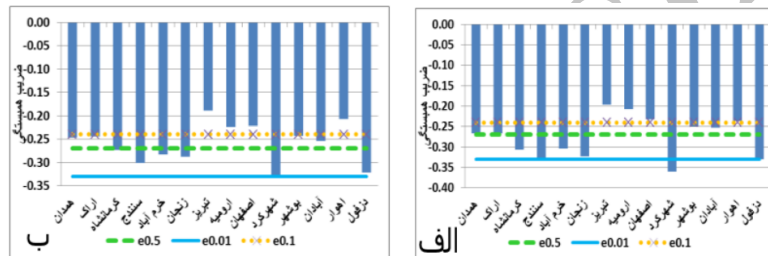 0.00
-0.05
-0.10
-0.15
-0.20
-0.25
-0.30
-0.35
-0.40
ضریب همبستگی
همدان
اراک
کرمانشاه
سنندج
خرم آباد
زنجان
تبریز
ارومیه
اصفهان
شهرکرد
بوشهر
آبادان
اهواز
دزفول
e0.5 e0.01 e0.1
الف
0.00
-0.05
-0.10
-0.15
-0.20
-0.25
-0.30
-0.35
ضریب همبستگی
همدان
اراک
کرمانشاه
سنندج
خرم آباد
زنجان
تبریز
ارومیه
اصفهان
شهرکرد
بوشهر
آبادان
اهواز
دزفول
e0.5 e0.01 e0.1
ب